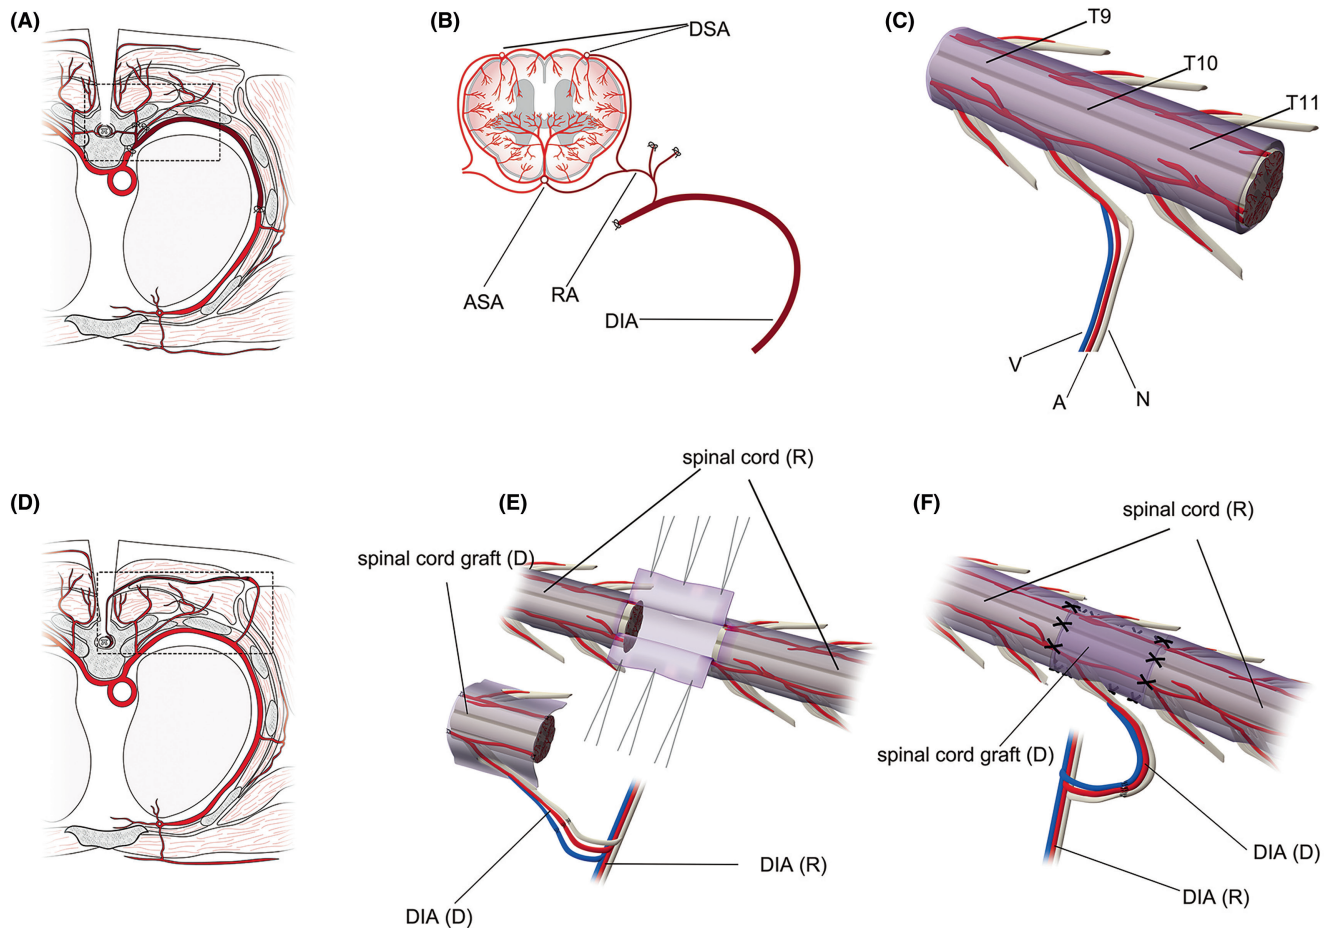 (A)
(B)
DSA
ASA
RA
DIA
(C)
T9
T10
T11
V
A
N
(D)
(E)
spinal cord (R)
spinal cord graft (D)
DIA (R)
DIA (D)
(F)
spinal cord (R)
spinal cord graft (D)
DIA (D)
DIA (R)